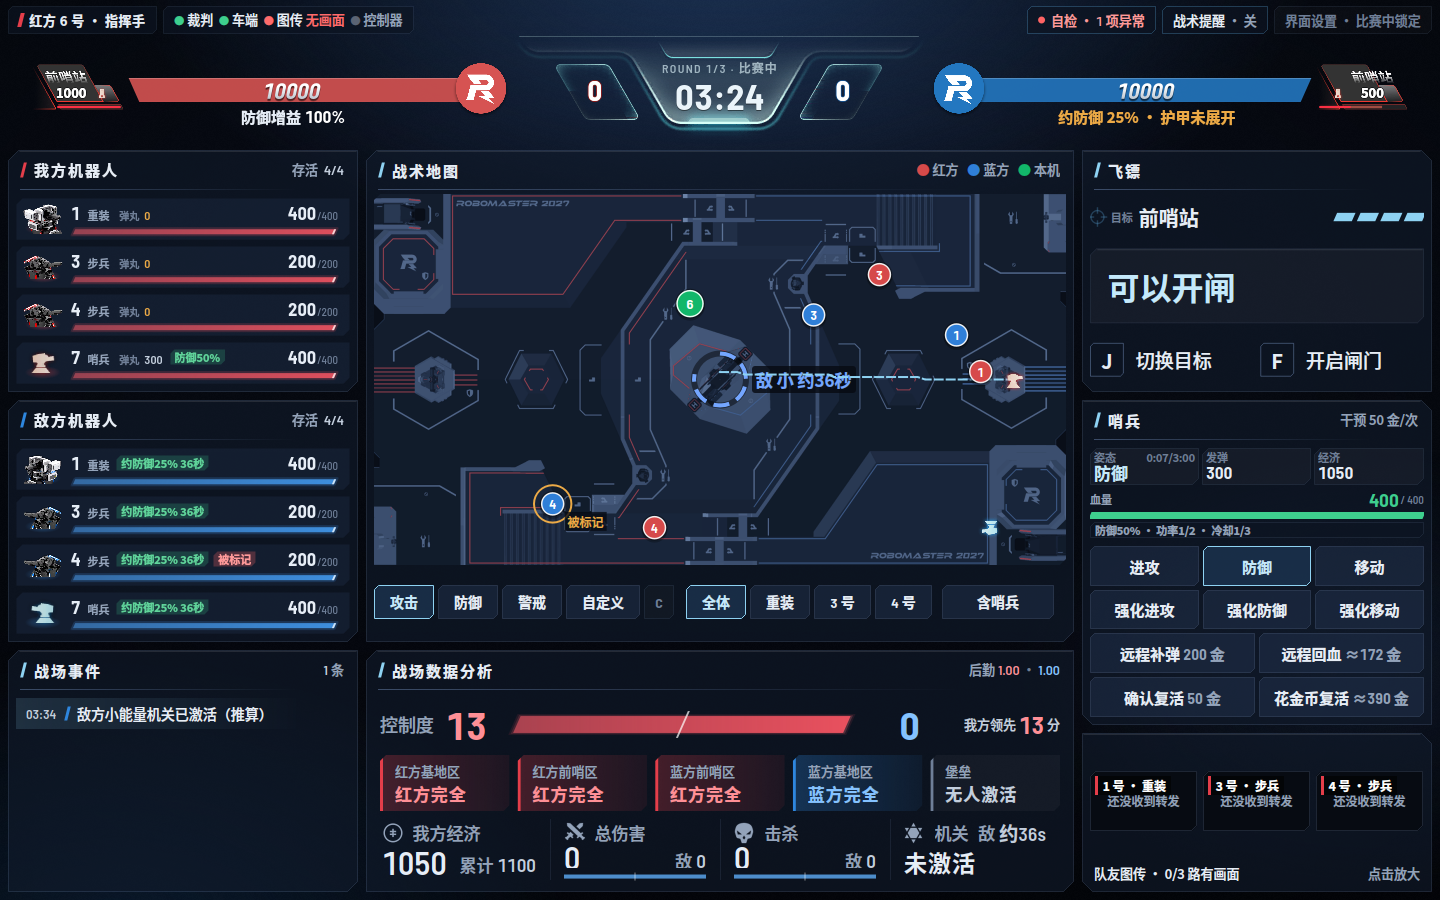 红方 6 号 · 指挥手
裁判 车端 图传 无画面 控制器
自检 · 1 项异常
战术提醒 · 关
界面设置 · 比赛中锁定
前哨站
1000
10000
防御增益 100%
0
ROUND 1/3 · 比赛中
03:24
0
10000
约防御 25% · 护甲未展开
前哨站
500
我方机器人
存活 4/4
1 重装 弹丸 0 400/400
3 步兵 弹丸 0 200/200
4 步兵 弹丸 0 200/200
7 哨兵 弹丸 300 防御50% 400/400
敌方机器人
存活 4/4
1 重装 约防御25% 36秒 400/400
3 步兵 约防御25% 36秒 200/200
4 步兵 约防御25% 36秒 被标记 200/200
7 哨兵 约防御25% 36秒 400/400
战场事件
1 条
03:34 / 敌方小能量机关已激活（推算）
战术地图
红方 蓝方 本机
ROBOMASTER 2027
R
3
6
3
1
1
敌 小 约36秒
H
H
4
被标记
4
R
ROBOMASTER 2027
攻击 防御 警戒 自定义 C 全体 重装 3 号 4 号 含哨兵
战场数据分析
后勤 1.00 · 1.00
控制度 13
0
我方领先 13 分
红方基地区
红方完全
红方前哨区
红方完全
蓝方前哨区
红方完全
蓝方基地区
蓝方完全
堡垒
无人激活
我方经济
1050 累计 1100
总伤害
0 敌 0
击杀
0 敌 0
机关 敌 约36s
未激活
飞镖
目标 前哨站
可以开闸
J 切换目标
F 开启闸门
哨兵
干预 50 金/次
姿态 0:07/3:00
防御
发弹
300
经济
1050
血量 400/ 400
防御50% · 功率1/2 · 冷却1/3
进攻 防御 移动
强化进攻 强化防御 强化移动
远程补弹 200 金 远程回血 ≈172 金
确认复活 50 金 花金币复活 ≈390 金
1 号 · 重装
还没收到转发
3 号 · 步兵
还没收到转发
4 号 · 步兵
还没收到转发
队友图传 · 0/3 路有画面
点击放大